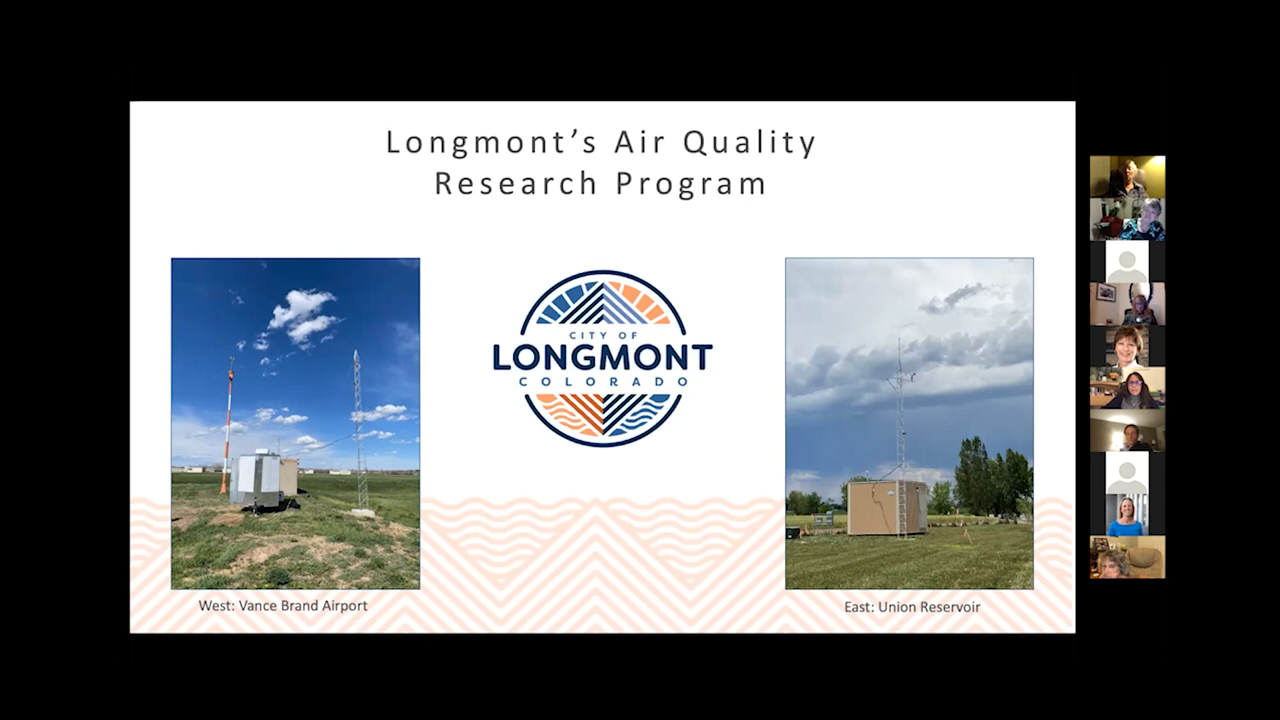 Longmont's Air Quality
Research Program
CITY OF
LONGMONT
COLORADO
West: Vance Brand Airport
East: Union Reservoir